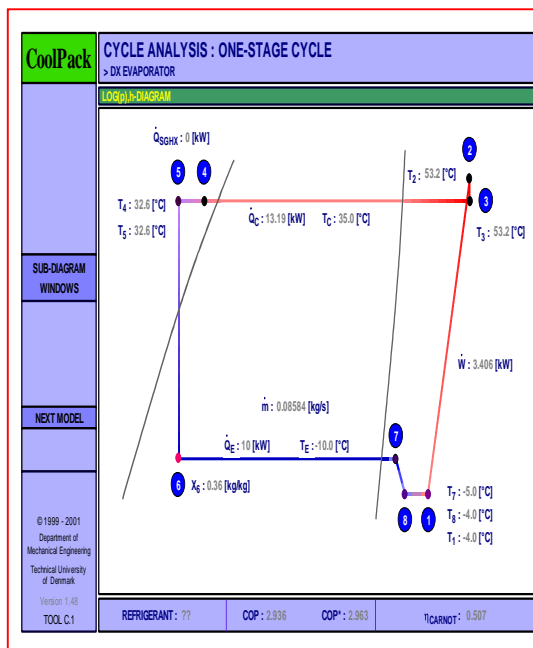 CoolPack
CYCLE ANALYSIS : ONE-STAGE CYCLE
> DX EVAPORATOR
LOG(p),h-DIAGRAM
Q̇SGHX : 0 [kW]
5 4 2
T2 : 53.2 [°C]
3
T4 : 32.6 [°C]
Q̇C : 13.19 [kW] TC : 35.0 [°C]
T5 : 32.6 [°C]
T3 : 53.2 [°C]
SUB-DIAGRAM
WINDOWS
Ẇ : 3.406 [kW]
ṁ : 0.08584 [kg/s]
NEXT MODEL
7
Q̇E : 10 [kW] TE : -10.0 [°C]
6 X6 : 0.36 [kg/kg]
T7 : -5.0 [°C]
8 1
T8 : -4.0 [°C]
T1 : -4.0 [°C]
© 1999 - 2001
Department of
Mechanical Engineering
Technical University
of Denmark
Version 1.48
TOOL C.1
REFRIGERANT : ?? COP : 2.936 COP* : 2.963 ηCARNOT : 0.507